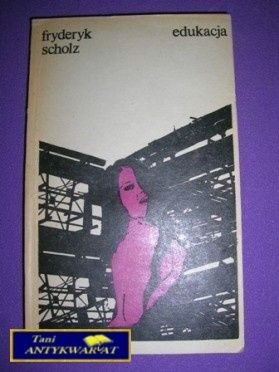 fryderyk
scholz
edukacja
Tani
ANTYKWARIAT